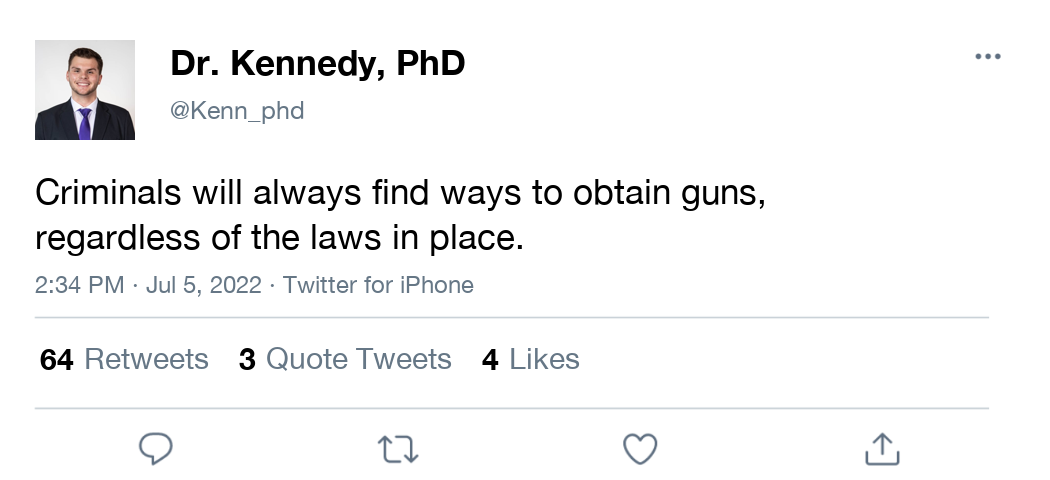 Dr. Kennedy, PhD
@Kenn_phd
Criminals will always find ways to obtain guns,
regardless of the laws in place.
2:34 PM · Jul 5, 2022 · Twitter for iPhone
64 Retweets 3 Quote Tweets 4 Likes